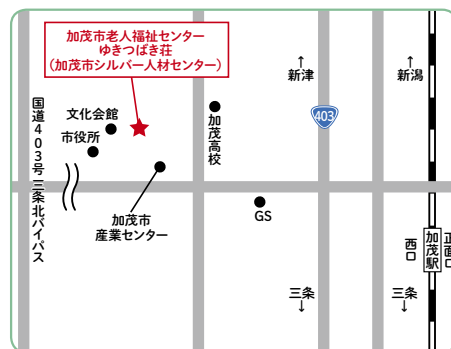 加茂市老人福祉センター
ゆきつばき荘
（加茂市シルバー人材センター）
↑
新津
↑
新潟
403
国道403号 三条北バイパス
文化会館
市役所
加茂高校
加茂市
産業センター
GS
西口
加茂駅
正面口
三条
↓
三条
↓